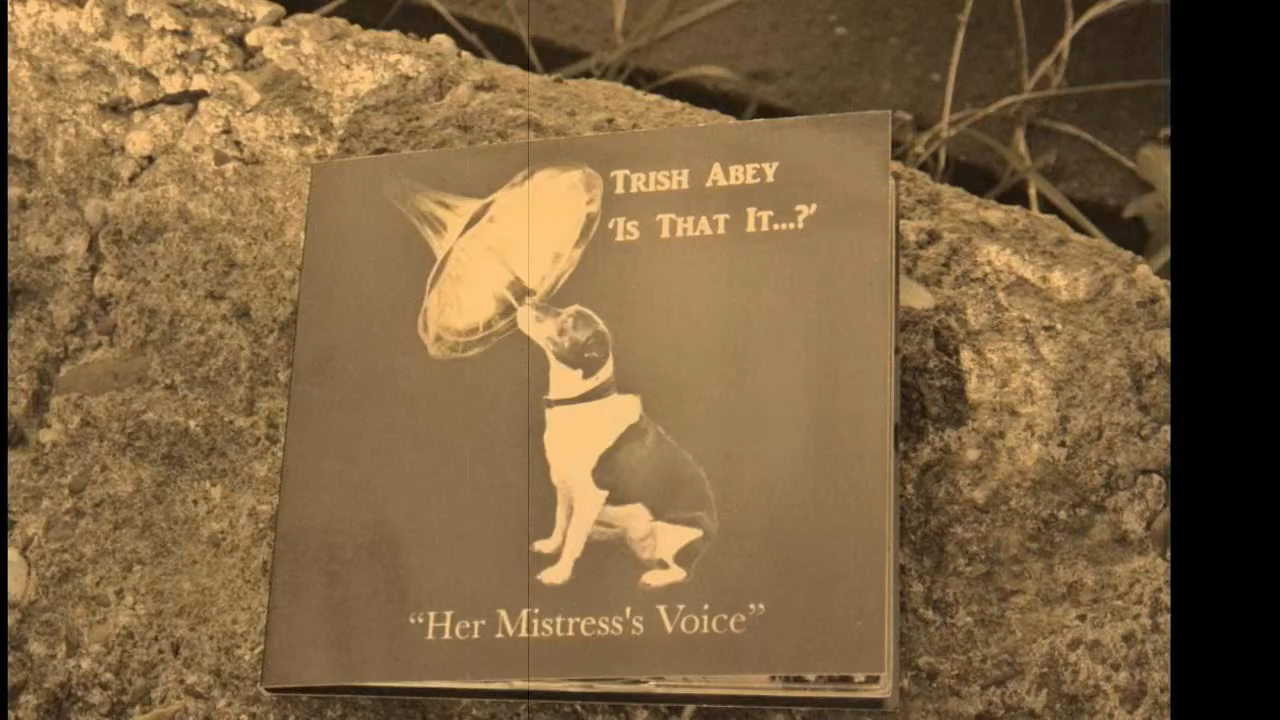 Trish Abey
‘Is That It...?’
“Her Mistress's Voice”